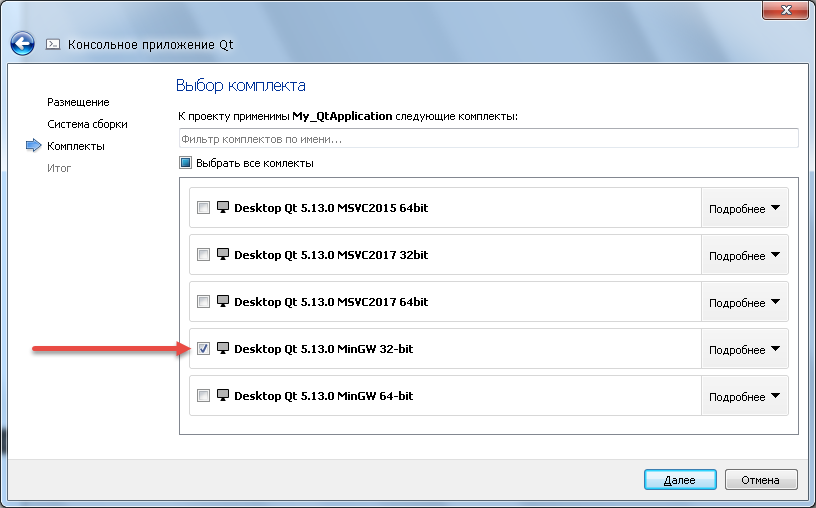 Консольное приложение Qt
Выбор комплекта
Размещение
Система сборки
Комплекты
Итог
К проекту применимы My_QtApplication следующие комплекты:
Фильтр комплектов по имени...
Выбрать все комлекты
Desktop Qt 5.13.0 MSVC2015 64bit
Подробнее
Desktop Qt 5.13.0 MSVC2017 32bit
Подробнее
Desktop Qt 5.13.0 MSVC2017 64bit
Подробнее
Desktop Qt 5.13.0 MinGW 32-bit
Подробнее
Desktop Qt 5.13.0 MinGW 64-bit
Подробнее
Далее
Отмена